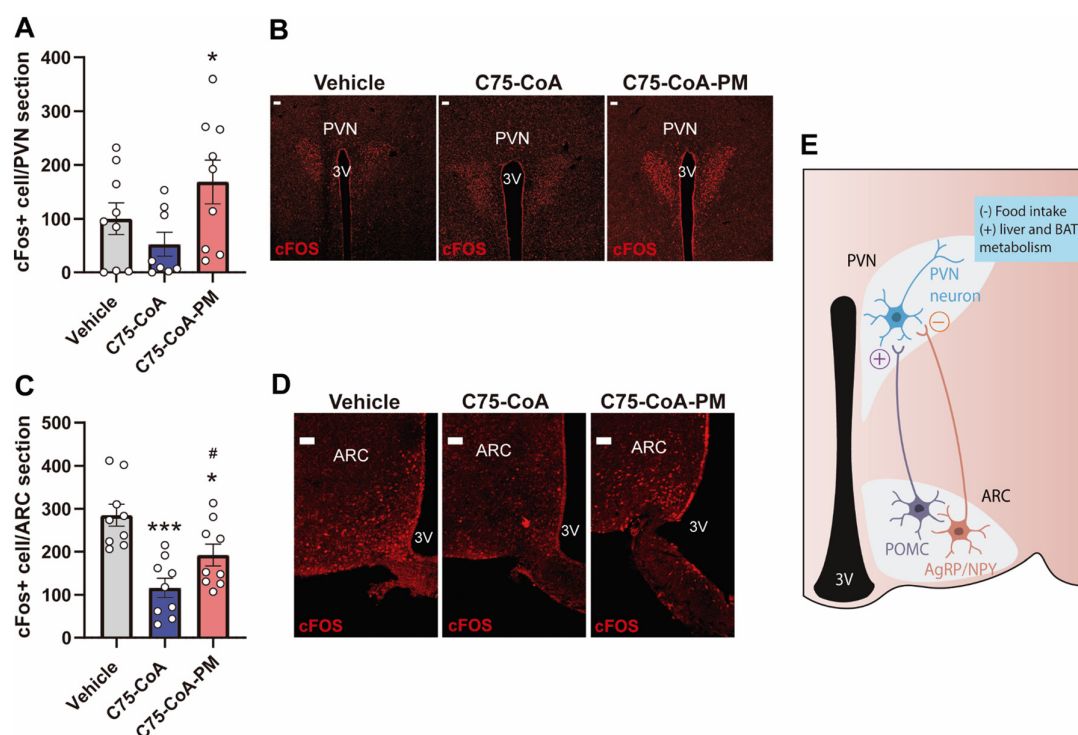 A
cFos+ cell/PVN section
400
300
200
100
0
*
Vehicle
C75-CoA
C75-CoA-PM
B
Vehicle
C75-CoA
C75-CoA-PM
PVN
3V
cFOS
PVN
3V
cFOS
PVN
3V
cFOS
C
cFos+ cell/ARC section
500
400
300
200
100
0
***
#
*
Vehicle
C75-CoA
C75-CoA-PM
D
Vehicle
C75-CoA
C75-CoA-PM
ARC
3V
cFOS
ARC
3V
cFOS
ARC
3V
cFOS
E
(-) Food intake
(+) liver and BAT
metabolism
PVN
PVN
neuron
−
+
ARC
POMC
AgRP/NPY
3V